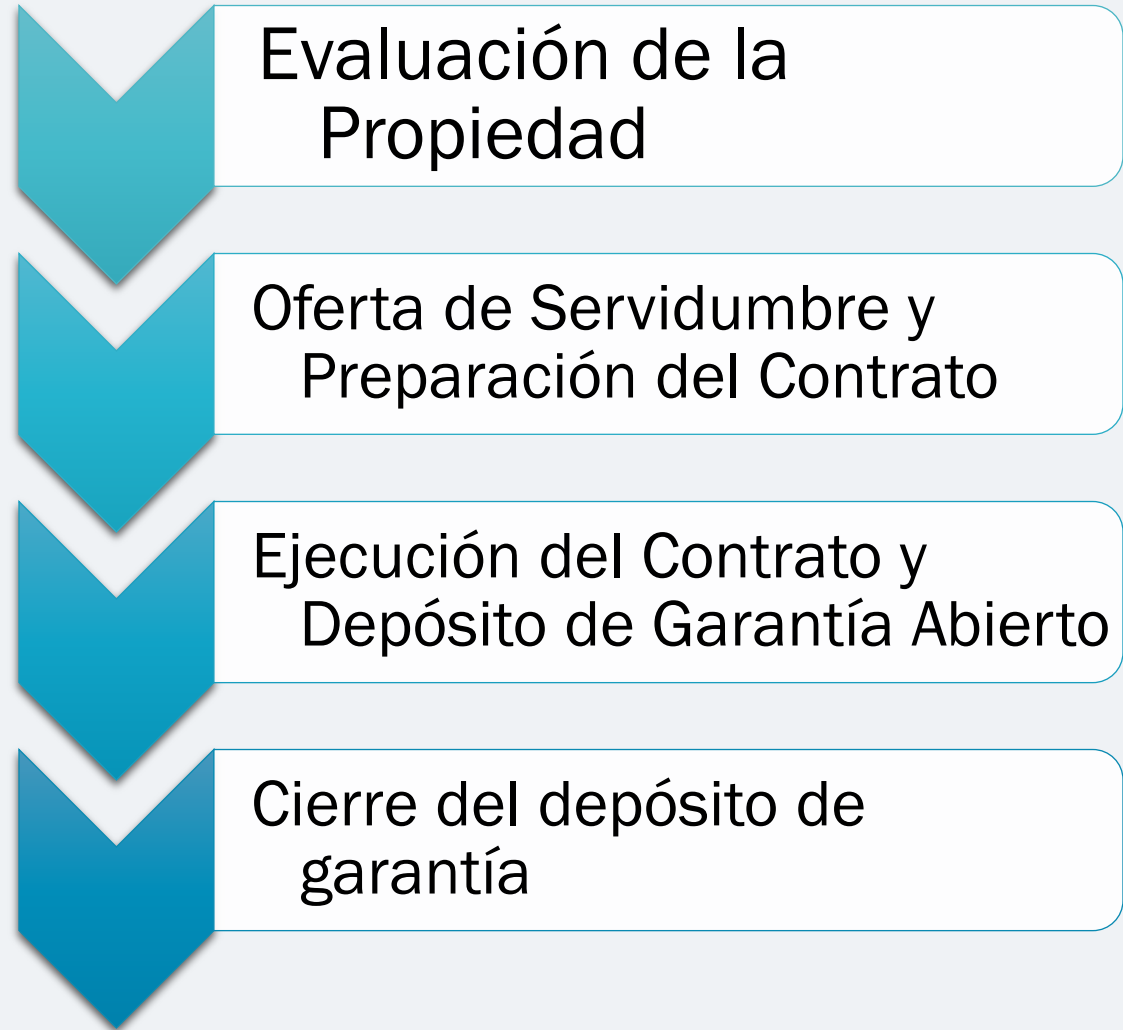 Evaluación de la
Propiedad
Oferta de Servidumbre y
Preparación del Contrato
Ejecución del Contrato y
Depósito de Garantía Abierto
Cierre del depósito de
garantía